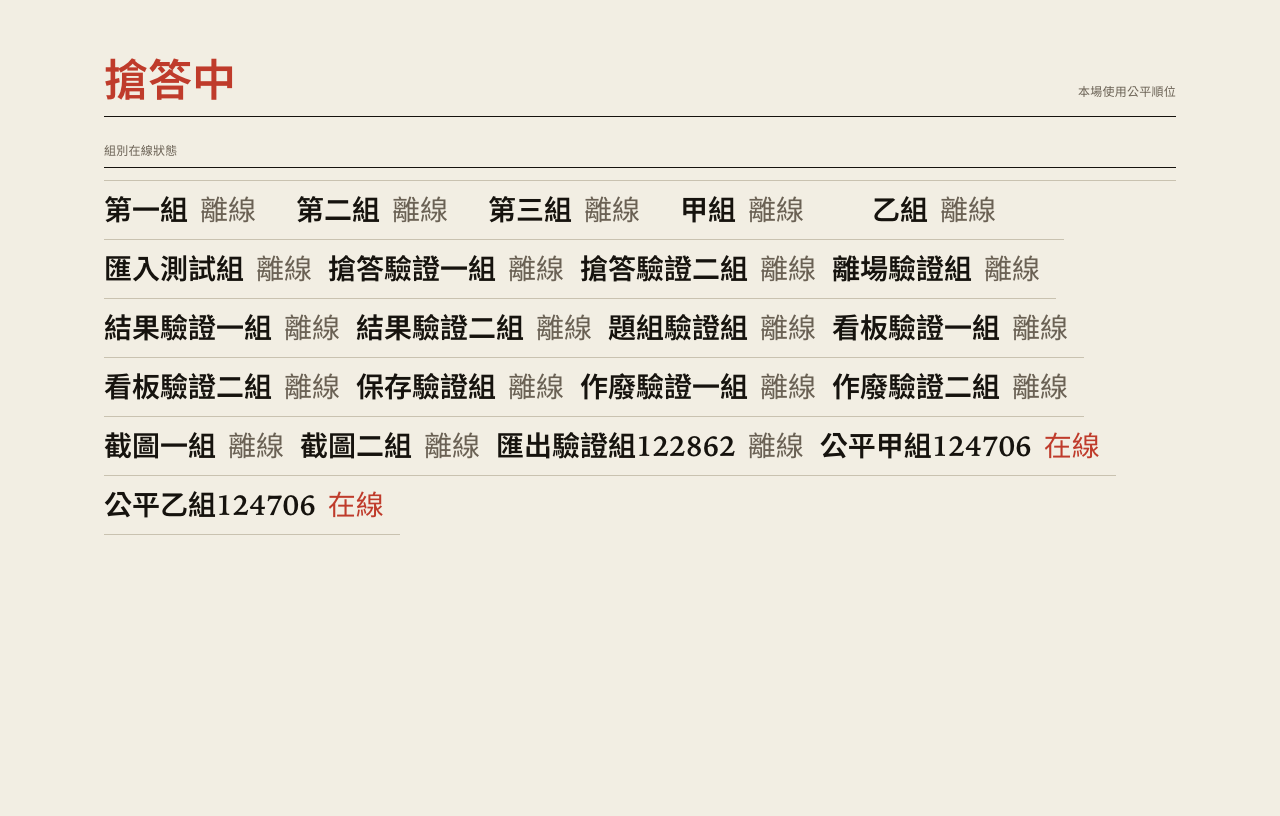 搶答中
本場使用公平順位
組別在線狀態
第一組 離線 第二組 離線 第三組 離線 甲組 離線 乙組 離線
匯入測試組 離線 搶答驗證一組 離線 搶答驗證二組 離線 離場驗證組 離線
結果驗證一組 離線 結果驗證二組 離線 題組驗證組 離線 看板驗證一組 離線
看板驗證二組 離線 保存驗證組 離線 作廢驗證一組 離線 作廢驗證二組 離線
截圖一組 離線 截圖二組 離線 匯出驗證組122862 離線 公平甲組124706 在線
公平乙組124706 在線